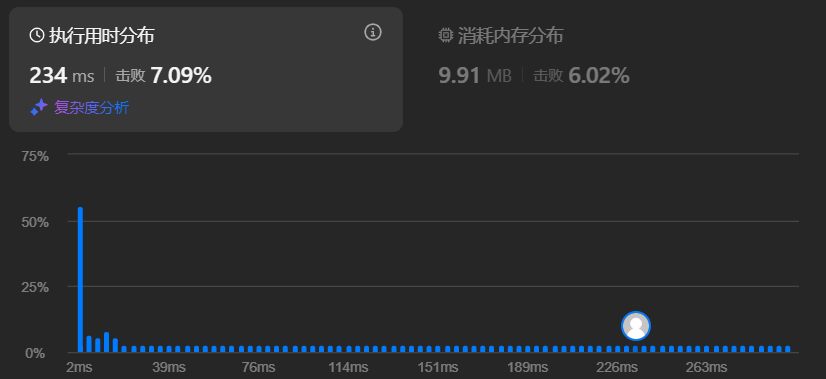 执行用时分布
234 ms 击败 7.09%
复杂度分析
消耗内存分布
9.91 MB 击败 6.02%
75%
50%
25%
0%
2ms 39ms 76ms 114ms 151ms 189ms 226ms 263ms